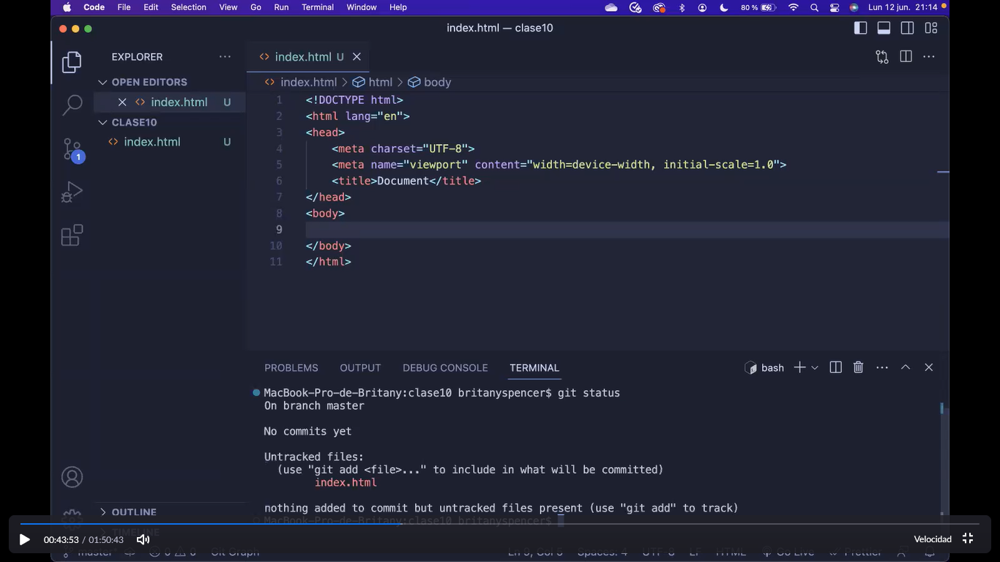 Code File Edit Selection View Go Run Terminal Window Help 80 % Lun 12 jun. 21:14
index.html — clase10
EXPLORER
OPEN EDITORS
index.html U
CLASE10
index.html U
1
index.html U
index.html > html > body
1 <!DOCTYPE html>
2 <html lang="en">
3 <head>
4 <meta charset="UTF-8">
5 <meta name="viewport" content="width=device-width, initial-scale=1.0">
6 <title>Document</title>
7 </head>
8 <body>
9
10 </body>
11 </html>
PROBLEMS OUTPUT DEBUG CONSOLE TERMINAL bash
MacBook-Pro-de-Britany:clase10 britanyspencer$ git status
On branch master
No commits yet
Untracked files:
(use "git add <file>..." to include in what will be committed)
index.html
nothing added to commit but untracked files present (use "git add" to track)
MacBook-Pro-de-Britany:clase10 britanyspencer$
OUTLINE
TIMELINE
00:43:53 / 01:50:43 Velocidad
master* 0 0 Git Graph Ln 9, Col 5 Spaces: 4 UTF-8 LF HTML Go Live Prettier